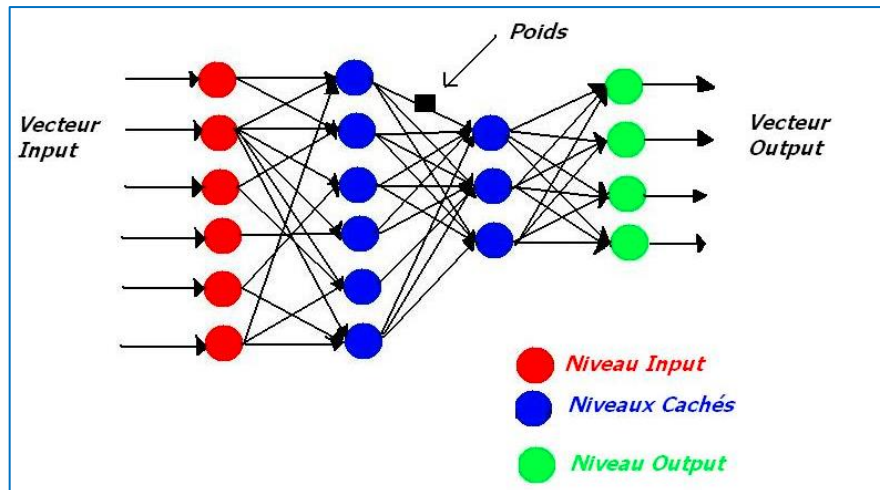 Poids
Vecteur
Input
Vecteur
Output
Niveau Input
Niveaux Cachés
Niveau Output